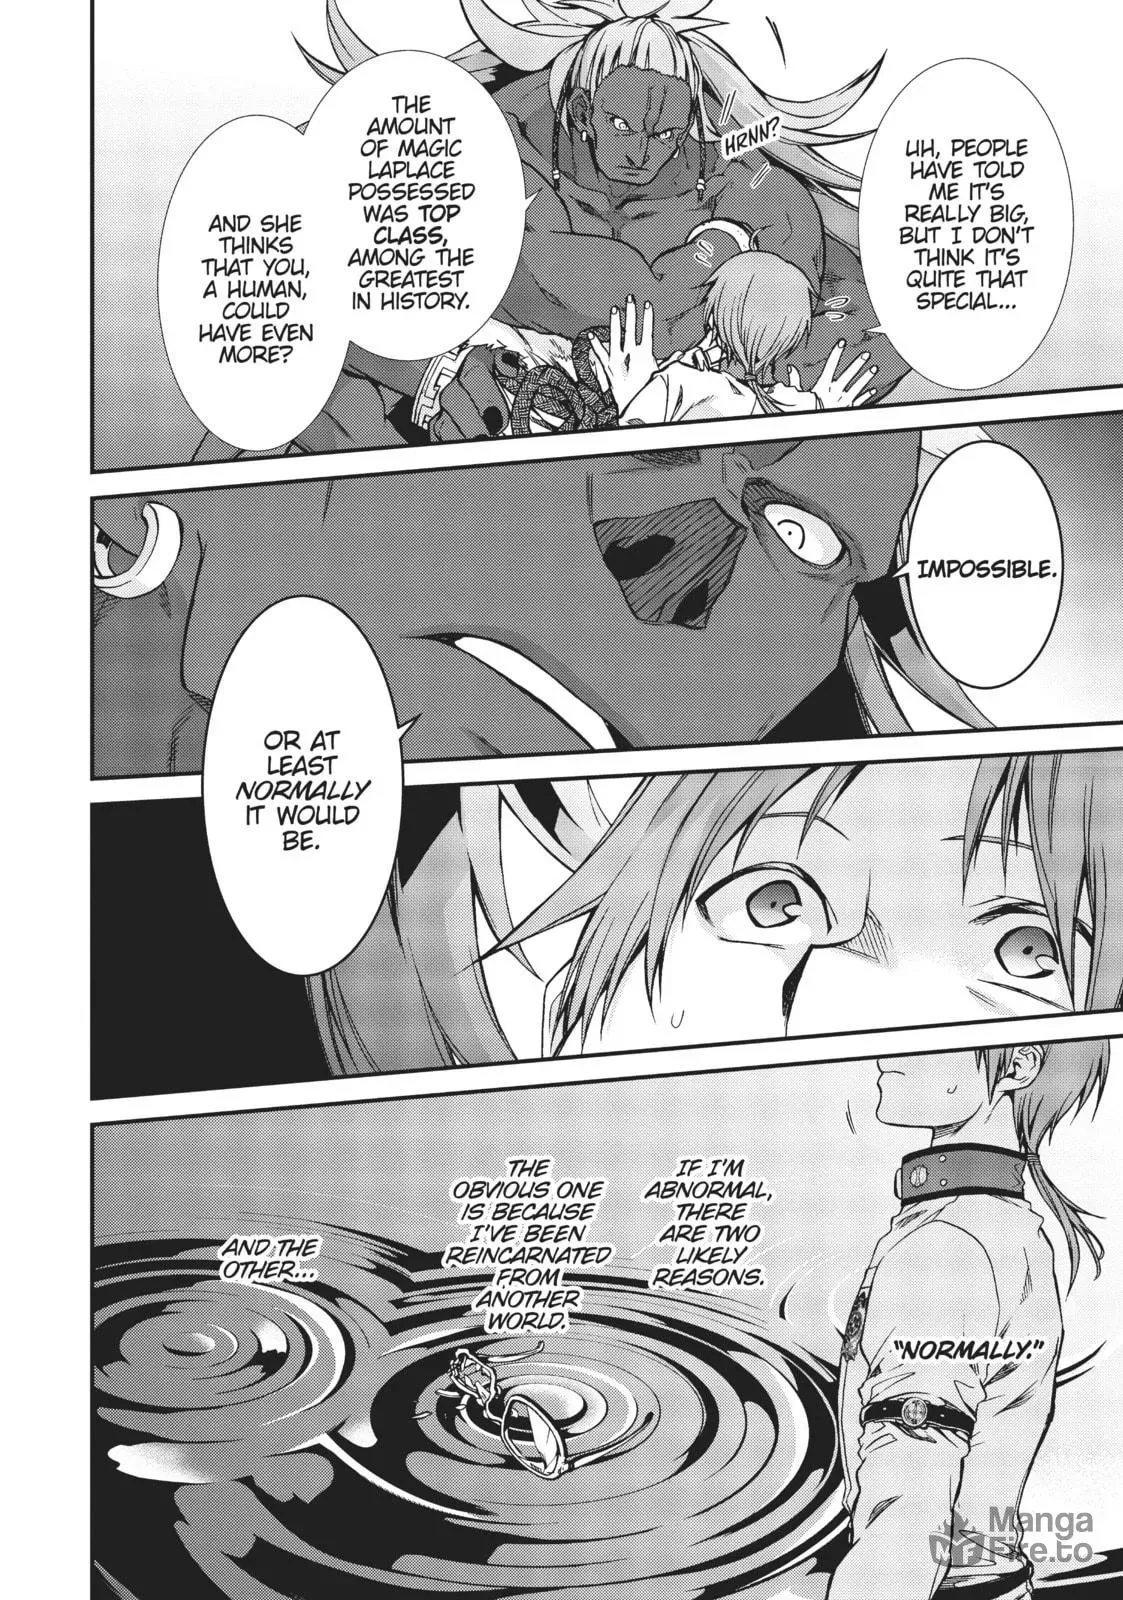 UH, PEOPLE
HAVE TOLD
ME IT'S
REALLY BIG,
BUT I DON'T
THINK IT'S
QUITE THAT
SPECIAL...
HRNN?
THE
AMOUNT
OF MAGIC
LAPLACE
POSSESSED
WAS TOP
CLASS,
AMONG THE
GREATEST
IN HISTORY.
AND SHE
THINKS
THAT YOU,
A HUMAN,
COULD
HAVE EVEN
MORE?
IMPOSSIBLE.
OR AT
LEAST
NORMALLY
IT WOULD
BE.
"NORMALLY."
IF I'M
ABNORMAL,
THERE
ARE TWO
LIKELY
REASONS.
THE
OBVIOUS ONE
IS BECAUSE
I'VE BEEN
REINCARNATED
FROM
ANOTHER
WORLD.
AND THE
OTHER...
Manga
Fire.to
MF